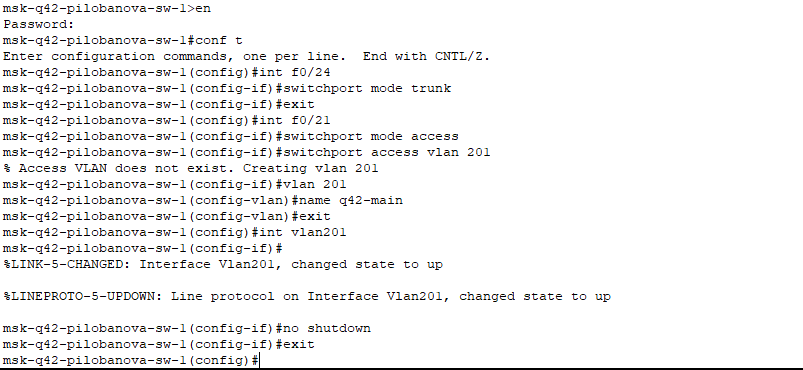 msk-q42-pilobanova-sw-1>en
Password:
msk-q42-pilobanova-sw-1#conf t
Enter configuration commands, one per line.  End with CNTL/Z.
msk-q42-pilobanova-sw-1(config)#int f0/24
msk-q42-pilobanova-sw-1(config-if)#switchport mode trunk
msk-q42-pilobanova-sw-1(config-if)#exit
msk-q42-pilobanova-sw-1(config)#int f0/21
msk-q42-pilobanova-sw-1(config-if)#switchport mode access
msk-q42-pilobanova-sw-1(config-if)#switchport access vlan 201
% Access VLAN does not exist. Creating vlan 201
msk-q42-pilobanova-sw-1(config-if)#vlan 201
msk-q42-pilobanova-sw-1(config-vlan)#name q42-main
msk-q42-pilobanova-sw-1(config-vlan)#exit
msk-q42-pilobanova-sw-1(config)#int vlan201
msk-q42-pilobanova-sw-1(config-if)#
%LINK-5-CHANGED: Interface Vlan201, changed state to up
%LINEPROTO-5-UPDOWN: Line protocol on Interface Vlan201, changed state to up
msk-q42-pilobanova-sw-1(config-if)#no shutdown
msk-q42-pilobanova-sw-1(config-if)#exit
msk-q42-pilobanova-sw-1(config)#